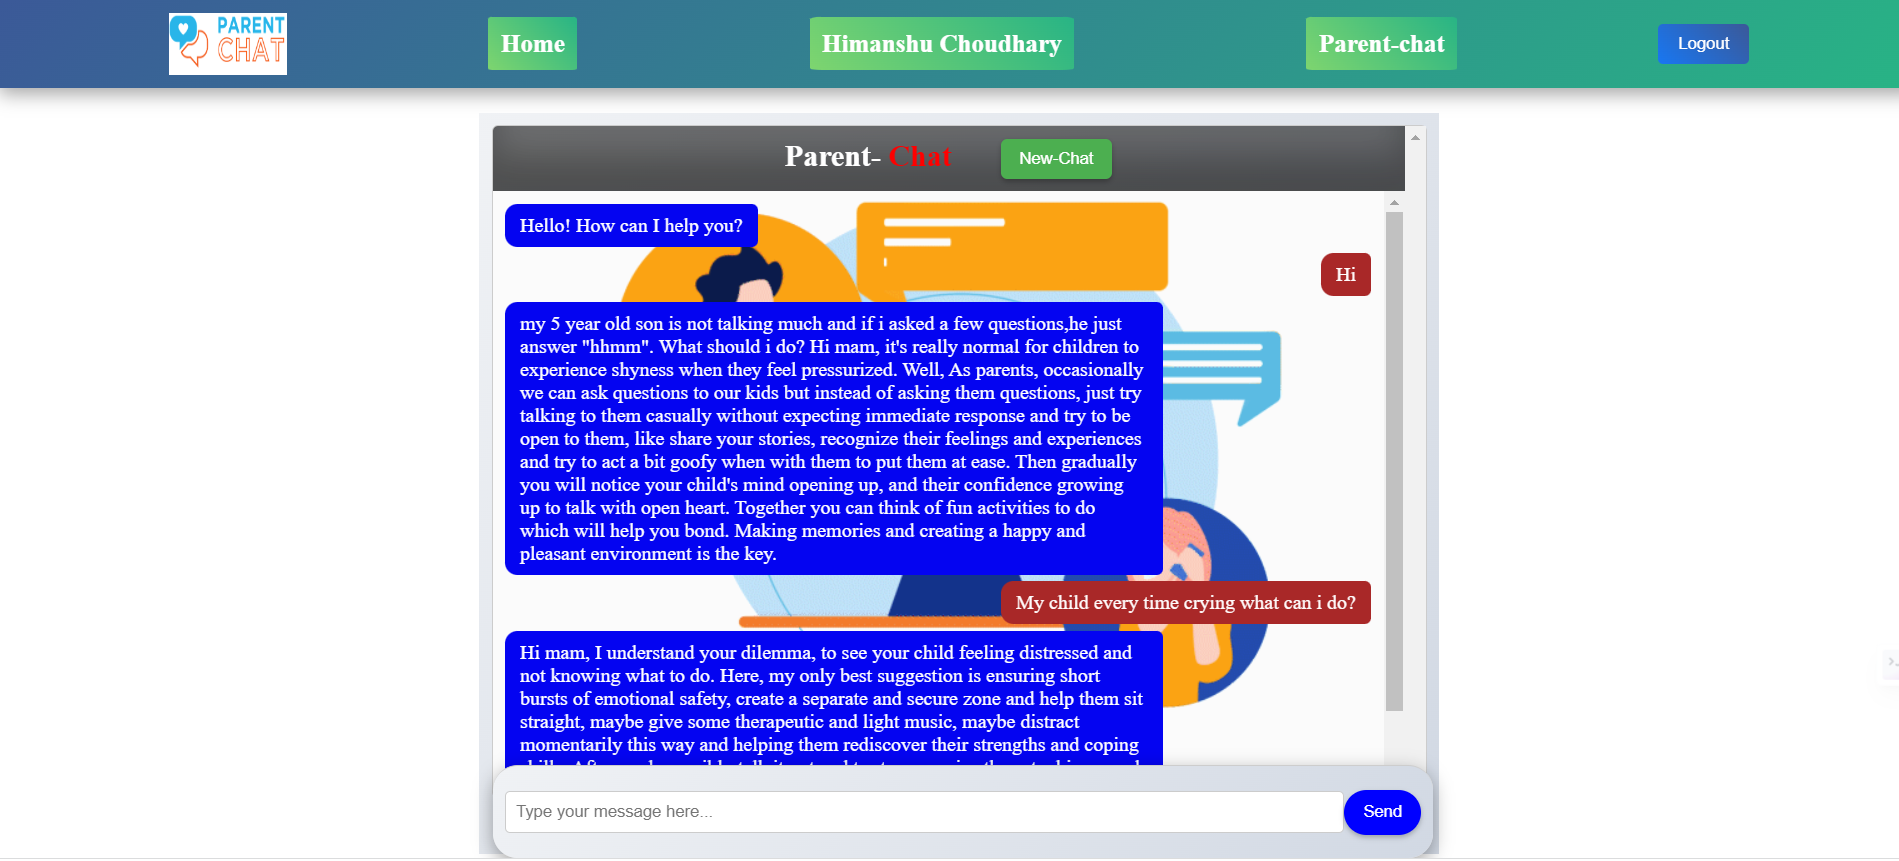 PARENT
CHAT
Home
Himanshu Choudhary
Parent-chat
Logout
Parent- Chat
New-Chat
Hello! How can I help you?
Hi
my 5 year old son is not talking much and if i asked a few questions,he just
answer "hhmm". What should i do? Hi mam, it's really normal for children to
experience shyness when they feel pressurized. Well, As parents, occasionally
we can ask questions to our kids but instead of asking them questions, just try
talking to them casually without expecting immediate response and try to be
open to them, like share your stories, recognize their feelings and experiences
and try to act a bit goofy when with them to put them at ease. Then gradually
you will notice your child's mind opening up, and their confidence growing
up to talk with open heart. Together you can think of fun activities to do
which will help you bond. Making memories and creating a happy and
pleasant environment is the key.
My child every time crying what can i do?
Hi mam, I understand your dilemma, to see your child feeling distressed and
not knowing what to do. Here, my only best suggestion is ensuring short
bursts of emotional safety, create a separate and secure zone and help them sit
straight, maybe give some therapeutic and light music, maybe distract
momentarily this way and helping them rediscover their strengths and coping
Type your message here...
Send